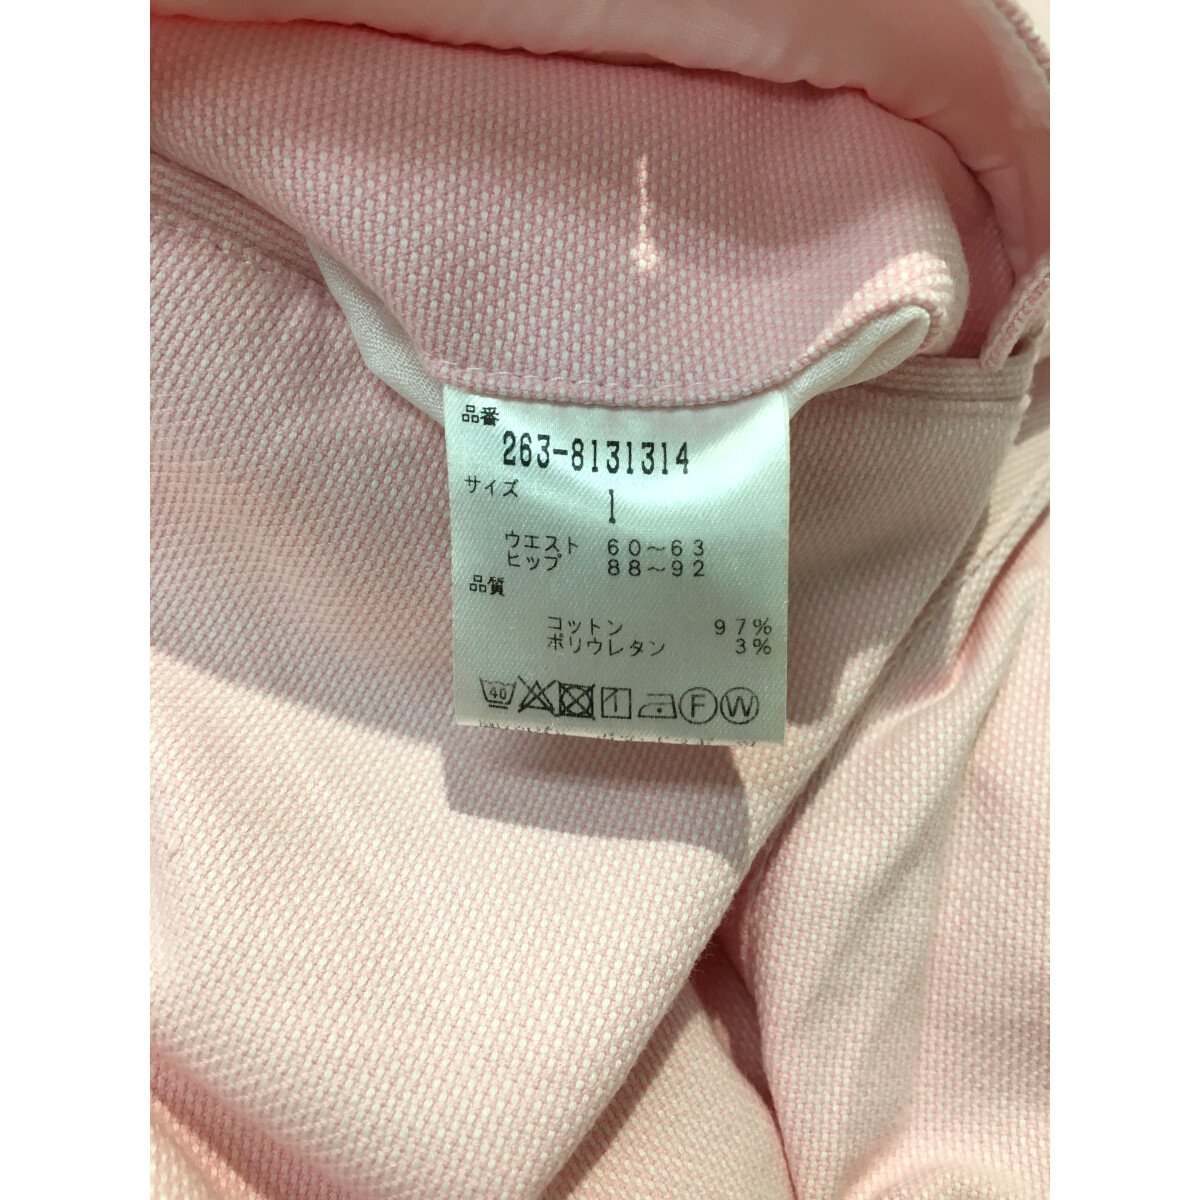 品番
263-8131314
サイズ
1
ウエスト 60～63
ヒップ 88～92
品質
コットン 97%
ポリウレタン 3%
40 F W